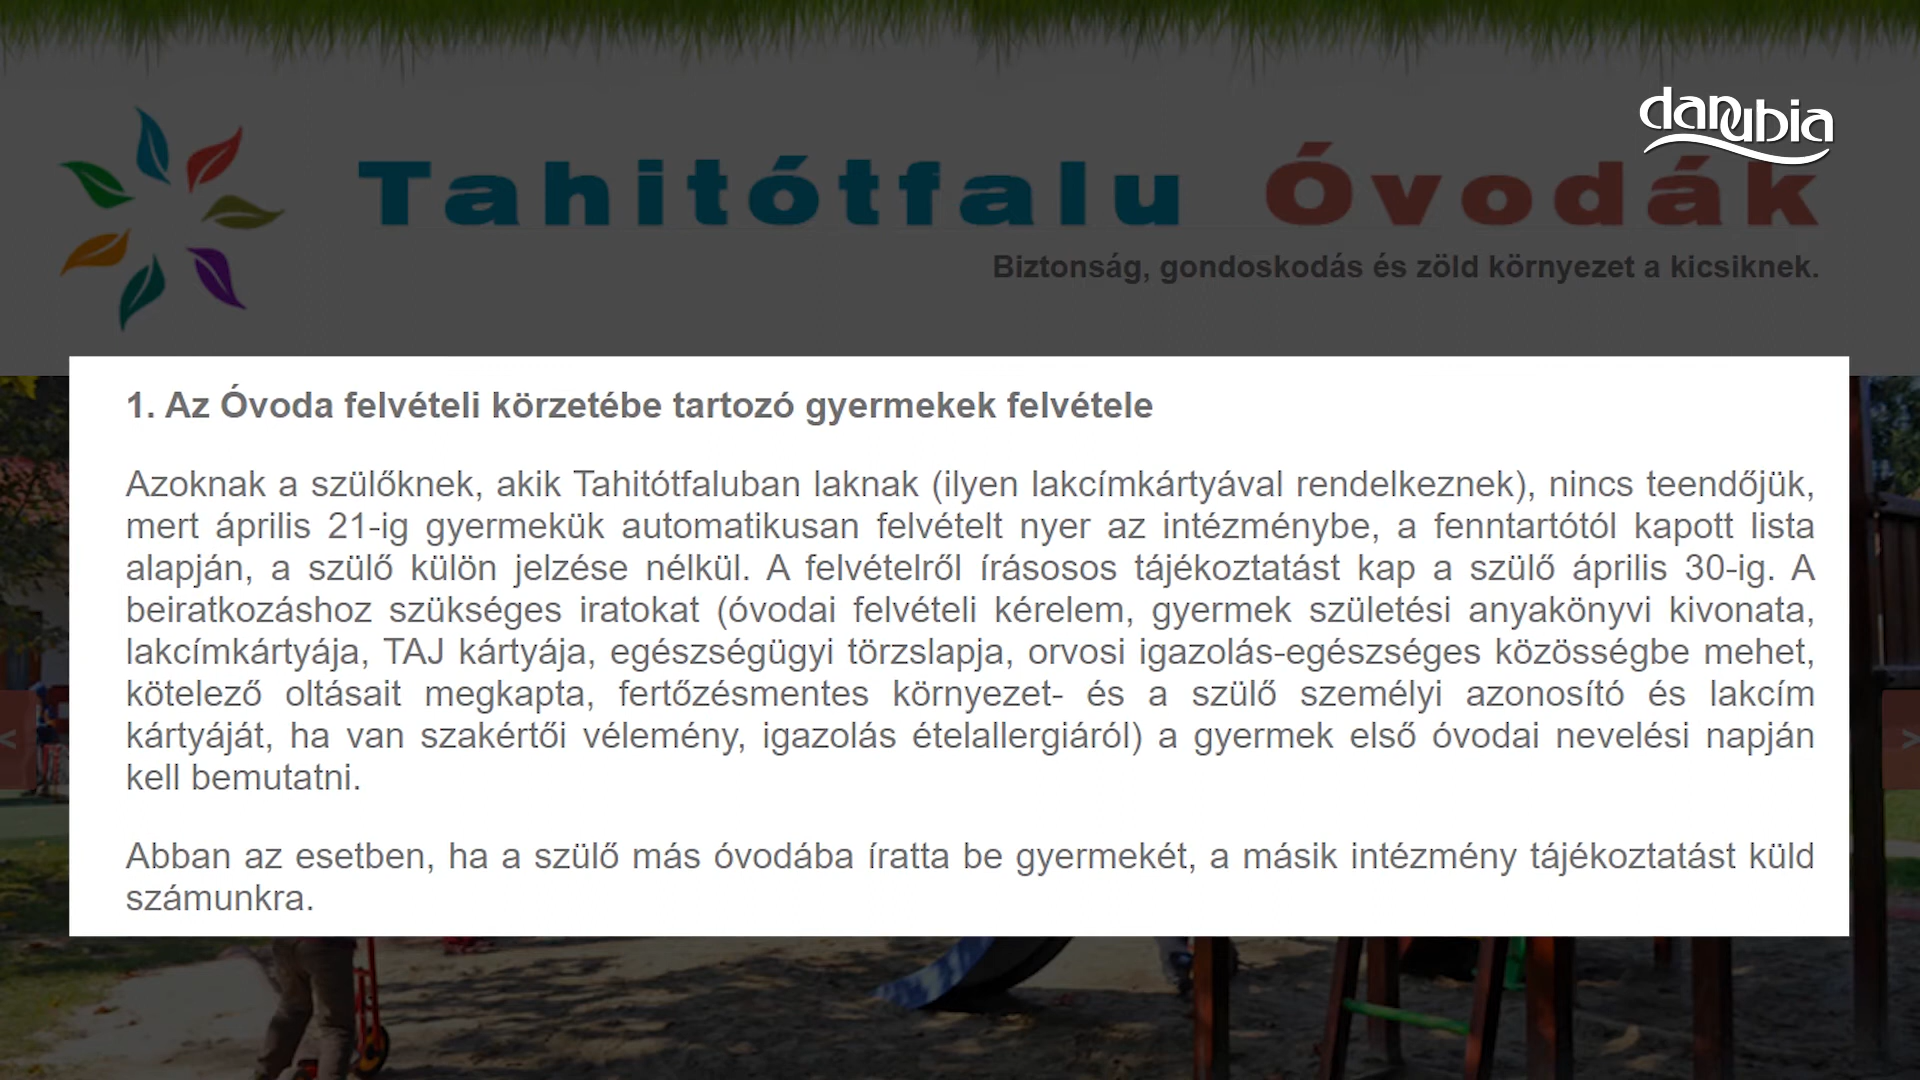 danubia
Tahitótfalu Óvodák
Biztonság, gondoskodás és zöld környezet a kicsiknek.
1. Az Óvoda felvételi körzetébe tartozó gyermekek felvétele
Azoknak a szülőknek, akik Tahitótfaluban laknak (ilyen lakcímkártyával rendelkeznek), nincs teendőjük,
mert április 21-ig gyermekük automatikusan felvételt nyer az intézménybe, a fenntartótól kapott lista
alapján, a szülő külön jelzése nélkül. A felvételről írásosos tájékoztatást kap a szülő április 30-ig. A
beiratkozáshoz szükséges iratokat (óvodai felvételi kérelem, gyermek születési anyakönyvi kivonata,
lakcímkártyája, TAJ kártyája, egészségügyi törzslapja, orvosi igazolás-egészséges közösségbe mehet,
kötelező oltásait megkapta, fertőzésmentes környezet- és a szülő személyi azonosító és lakcím
kártyáját, ha van szakértői vélemény, igazolás ételallergiáról) a gyermek első óvodai nevelési napján
kell bemutatni.
Abban az esetben, ha a szülő más óvodába íratta be gyermekét, a másik intézmény tájékoztatást küld
számunkra.
<
>